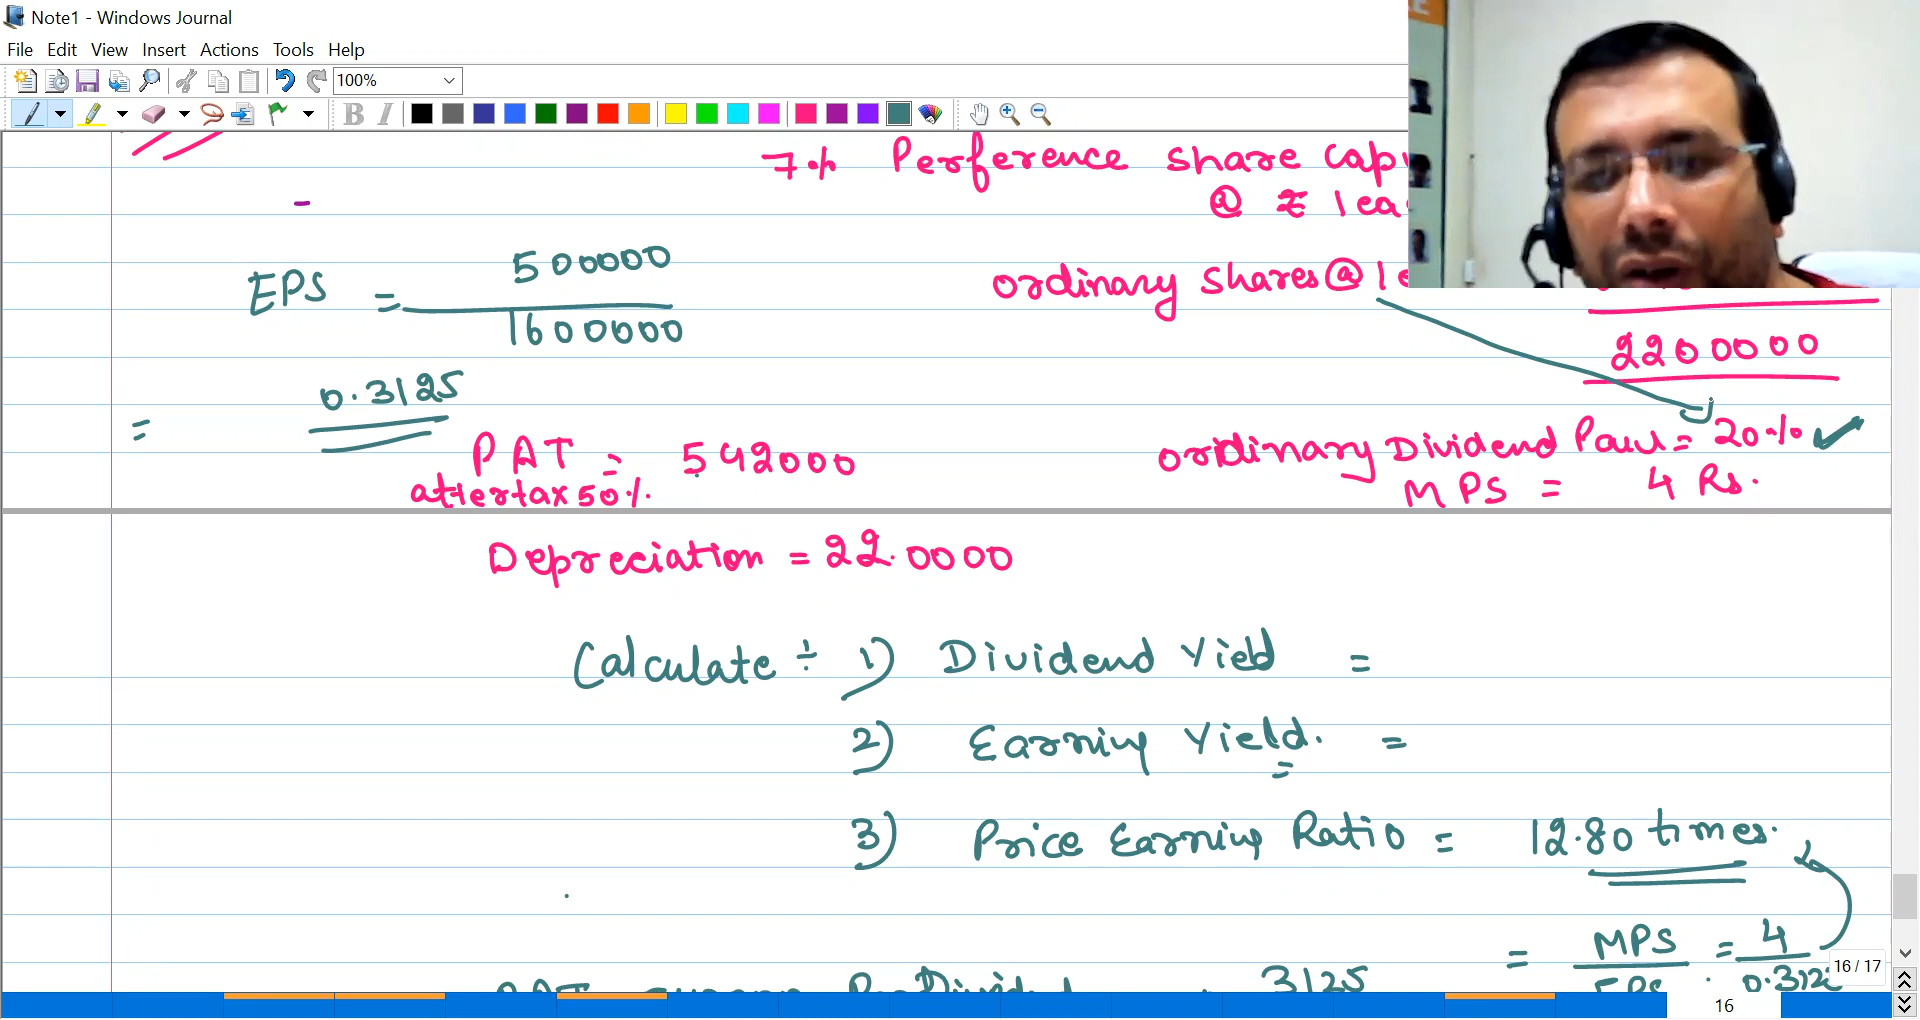 Note1 - Windows Journal
File Edit View Insert Actions Tools Help
100%
B I
7% Perference share cap
@ ₹ 1 ea
EPS = 500000
1600000
ordinary shares @ 1 e
2200000
= 0.3125
PAT = 542000
after tax 50%.
ordinary Dividend Paid = 20%
MPS = 4 Rs.
Depreciation = 22.0000
Calculate ÷ 1) Dividend Yield =
2) Earning Yield. =
3) Price Earning Ratio = 12.80 times.
= MPS = 4
EPS 0.312
3125
16 / 17
16